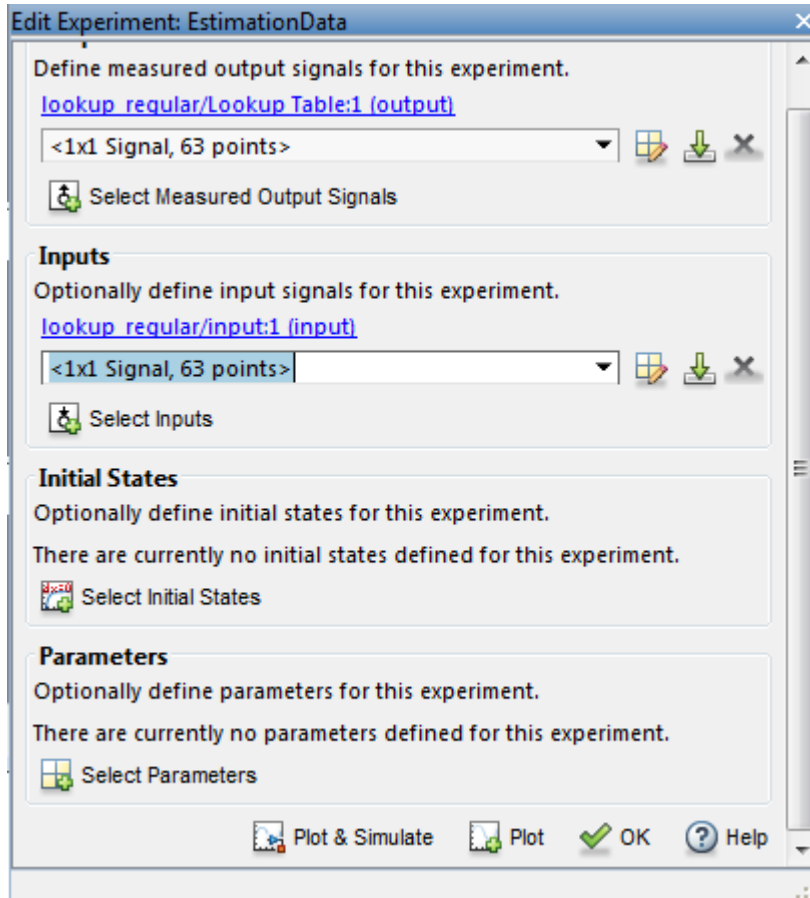 Edit Experiment: EstimationData
Define measured output signals for this experiment.
lookup_regular/Lookup Table:1 (output)
<1x1 Signal, 63 points>
Select Measured Output Signals
Inputs
Optionally define input signals for this experiment.
lookup_regular/input:1 (input)
<1x1 Signal, 63 points>
Select Inputs
Initial States
Optionally define initial states for this experiment.
There are currently no initial states defined for this experiment.
Select Initial States
Parameters
Optionally define parameters for this experiment.
There are currently no parameters defined for this experiment.
Select Parameters
Plot & Simulate Plot OK Help